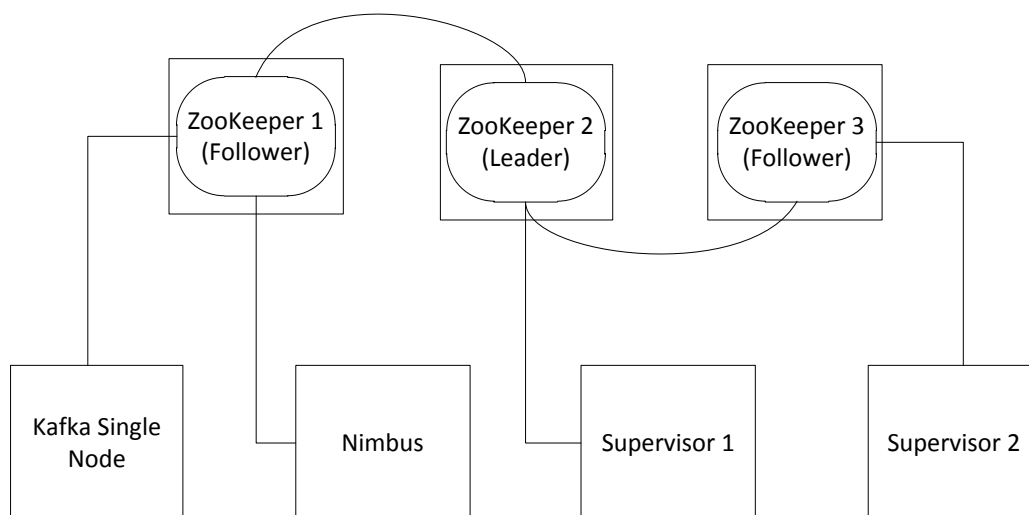 ZooKeeper 1
(Follower)
ZooKeeper 2
(Leader)
ZooKeeper 3
(Follower)
Kafka Single
Node
Nimbus
Supervisor 1
Supervisor 2